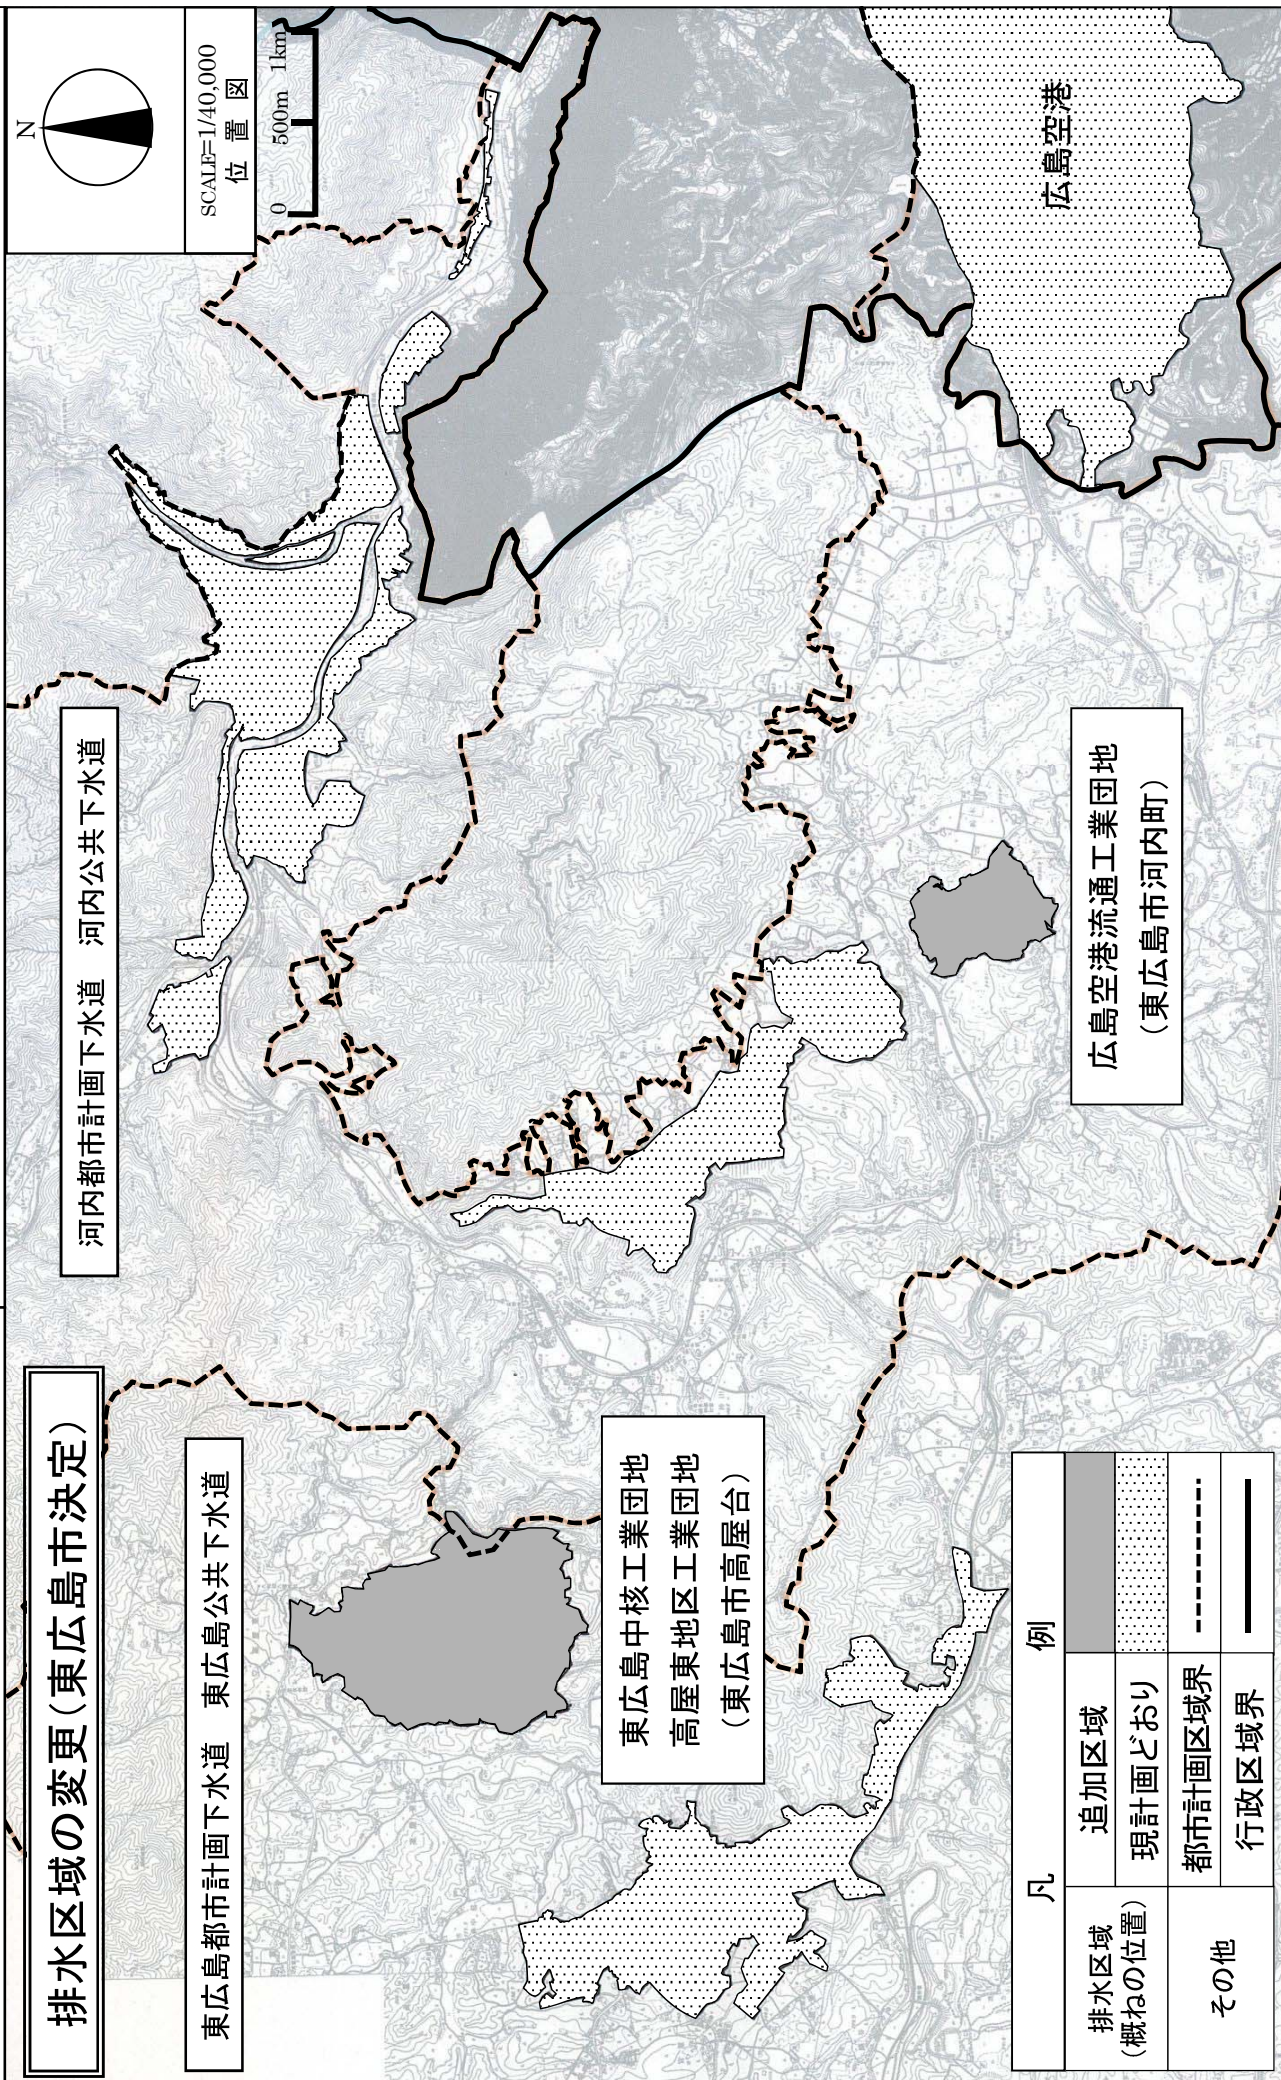 排水区域の変更（東広島市決定）
東広島都市計画下水道　東広島公共下水道
河内都市計画下水道　河内公共下水道
N
SCALE=1/40,000
位 置 図
0 500m 1km
東広島中核工業団地
高屋東地区工業団地
（東広島市高屋台）
広島空港流通工業団地
（東広島市河内町）
広島空港
凡 例
排水区域
（概ねの位置）
追加区域
現計画どおり
その他
都市計画区域界
行政区域界